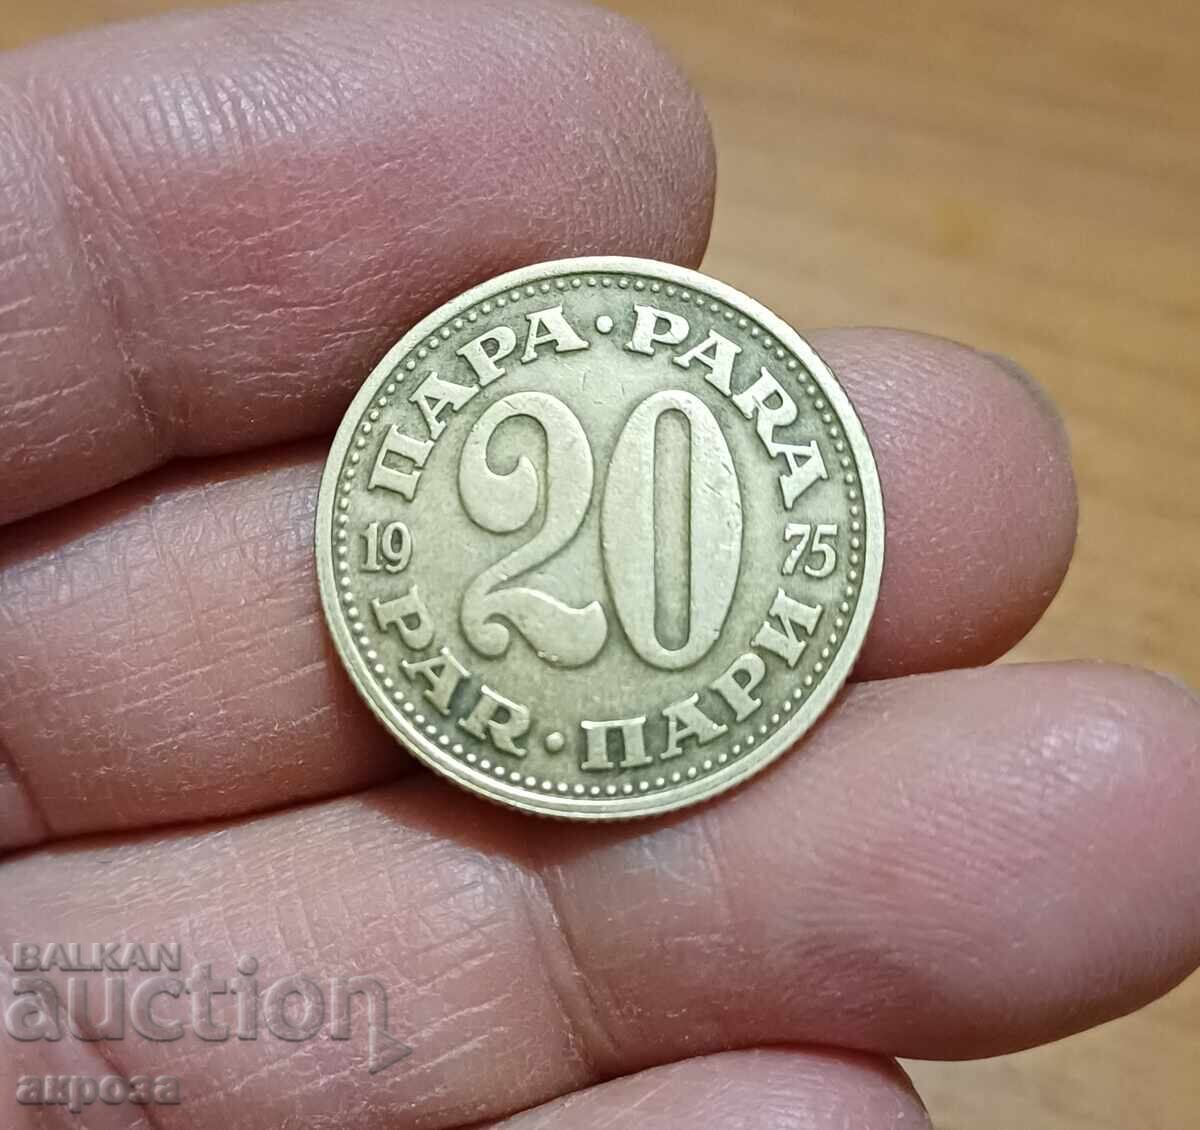 ПАРА · PARA
20
19 75
PAR · ПАРИ
BALKAN
auction
акроза